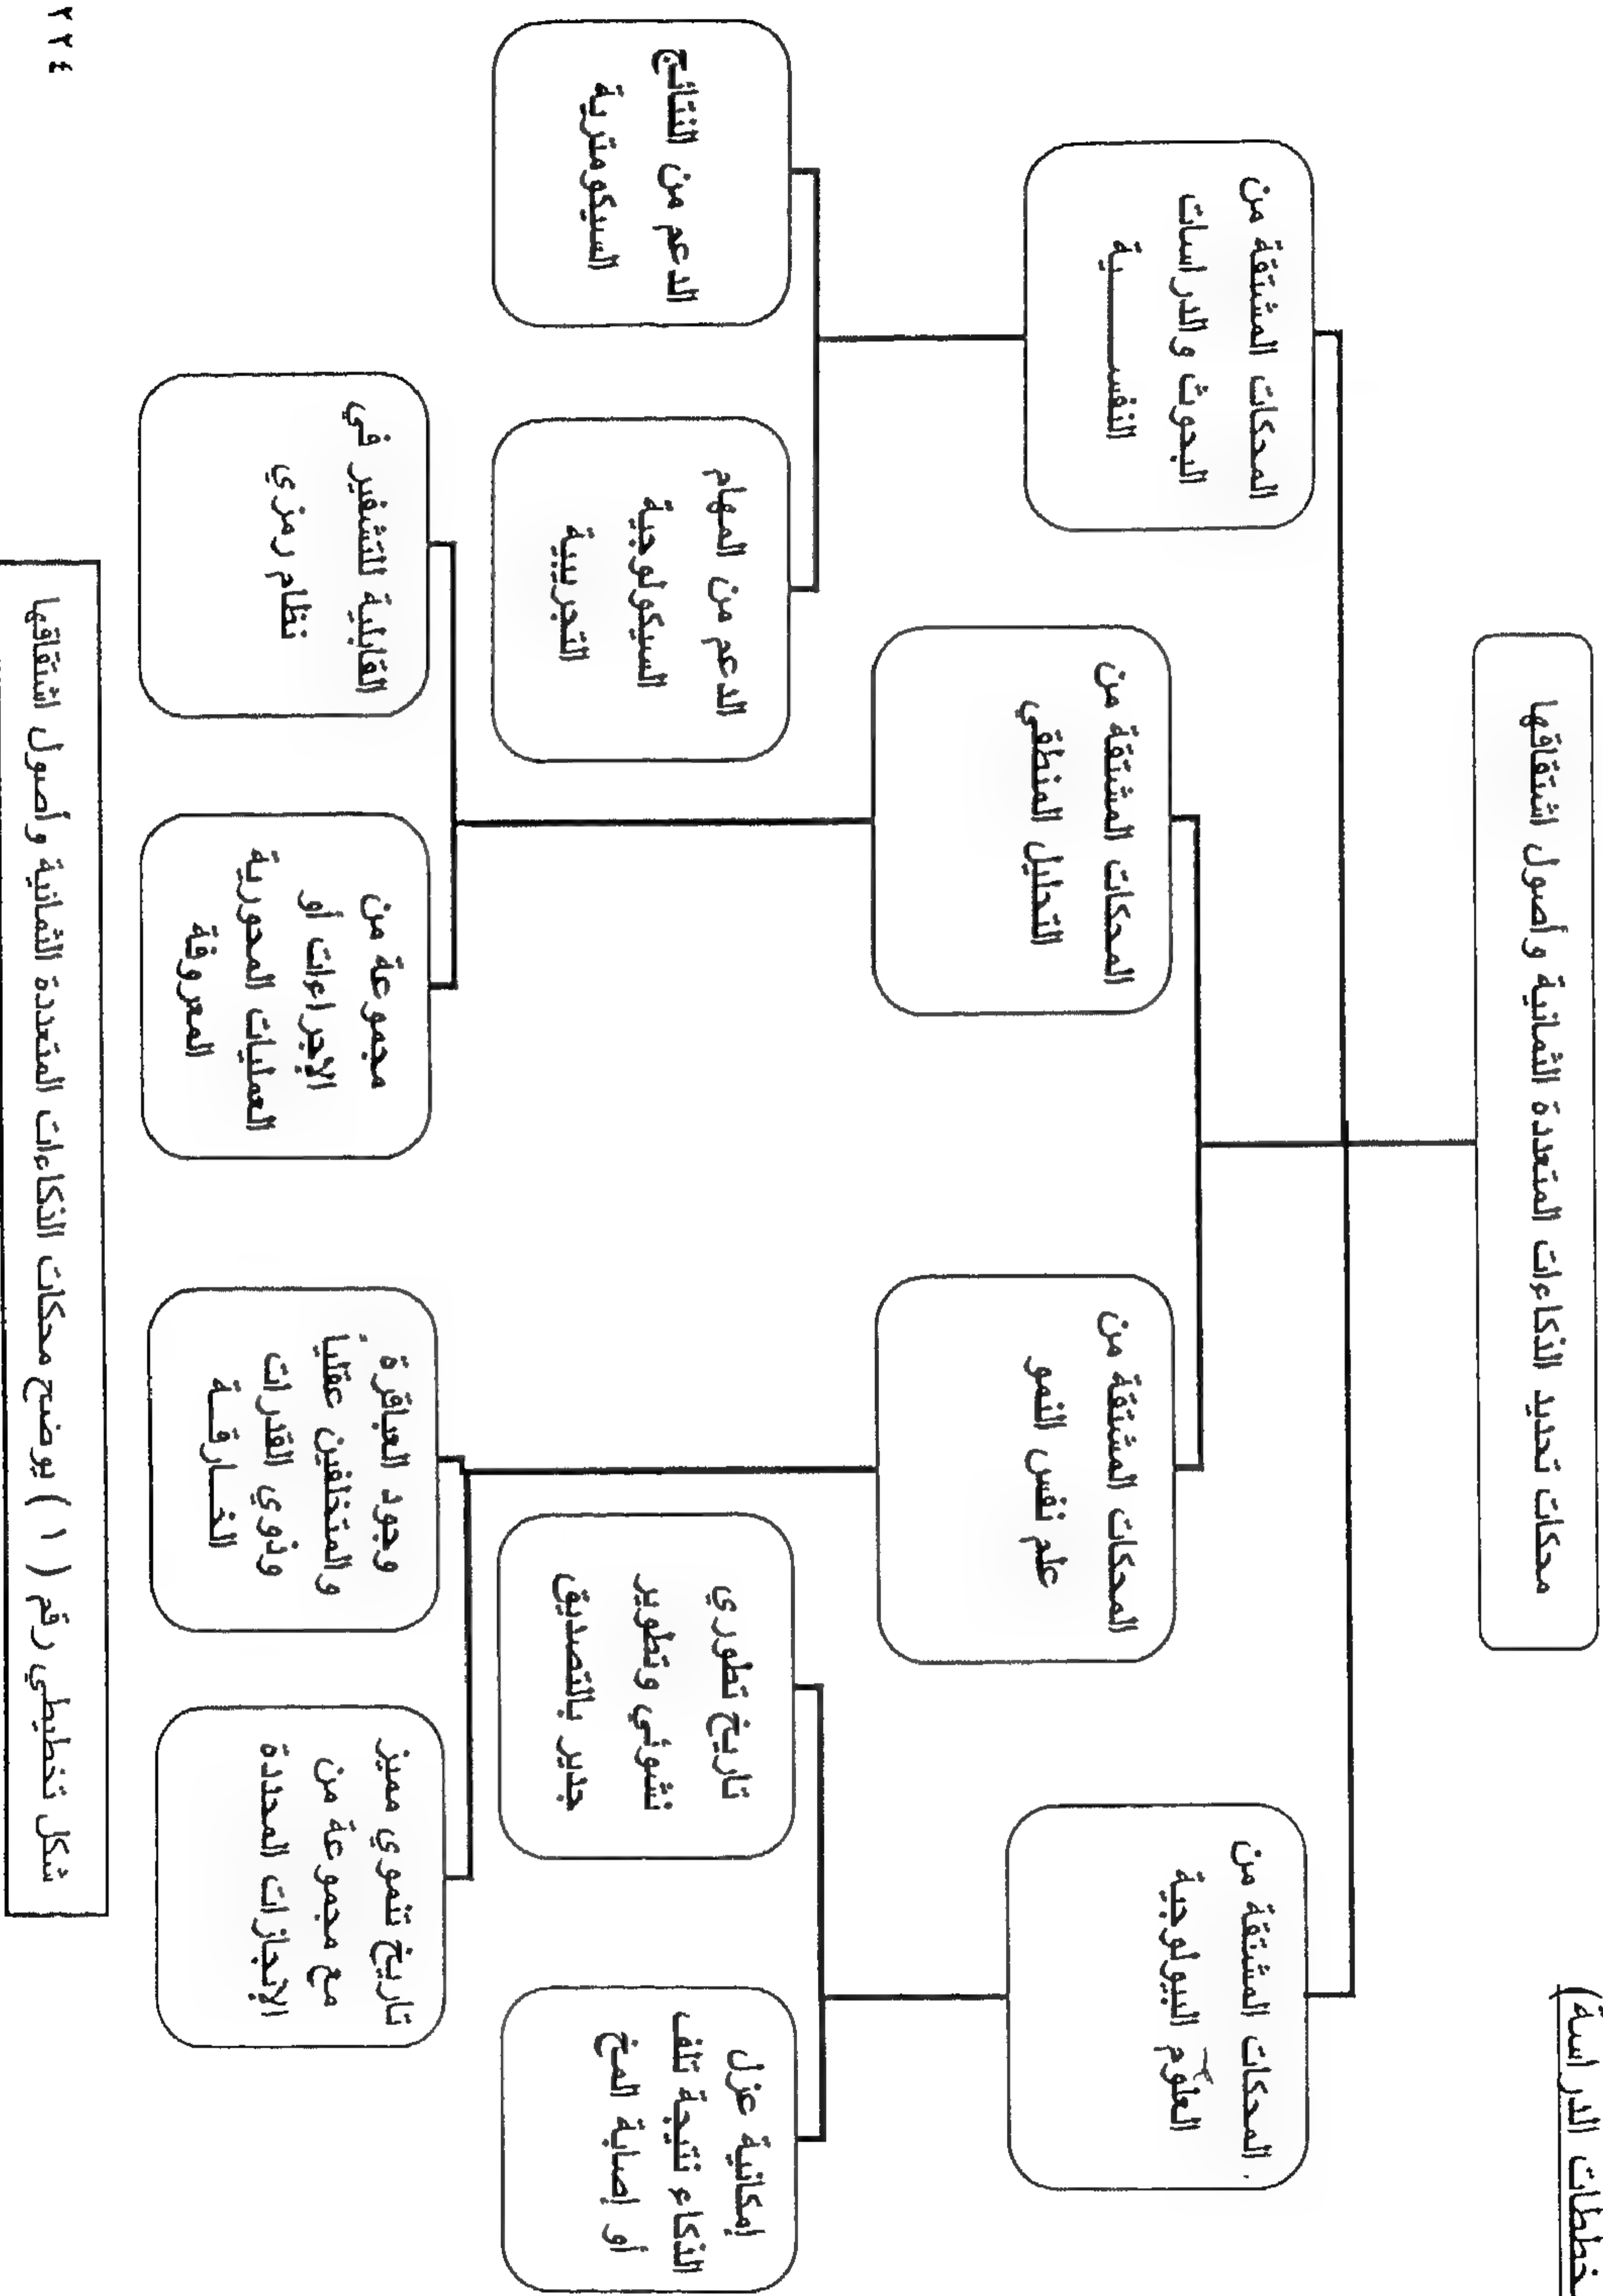 خططات الدراسة)
محكات تحديد الذكاءات المتعددة الثمانية وأصول اشتقاقها
المحكات المشتقة من
العلوم البيولوجية
المحكات المشتقة من
علم نفس النمو
المحكات المشتقة من
التحليل المنطقي
المحكات المشتقة من
البحوث والدراسات
النفســـــــية
إمكانية عزل
الذكاء نتيجة تلف
أو إصابة المخ
تاريخ تطوري
نشوئي وتطوير
جدير بالتصديق
الدعم من المهام
السيكولوجية
التجريبية
الدعم من النتائج
السيكومترية
تاريخ تنموي مميز
مع مجموعة من
الإنجازات المحددة
وجود العباقرة
والمتخلفين عقلياً
وذوي القدرات
الخــارقــة
مجموعة من
الإجراءات أو
العمليات المحورية
المعروفة
القابلية للتشفير في
نظام رمزي
شكل تخطيطي رقم ( ١ ) يوضح محكات الذكاءات المتعددة الثمانية وأصول اشتقاقها
٢٢٤